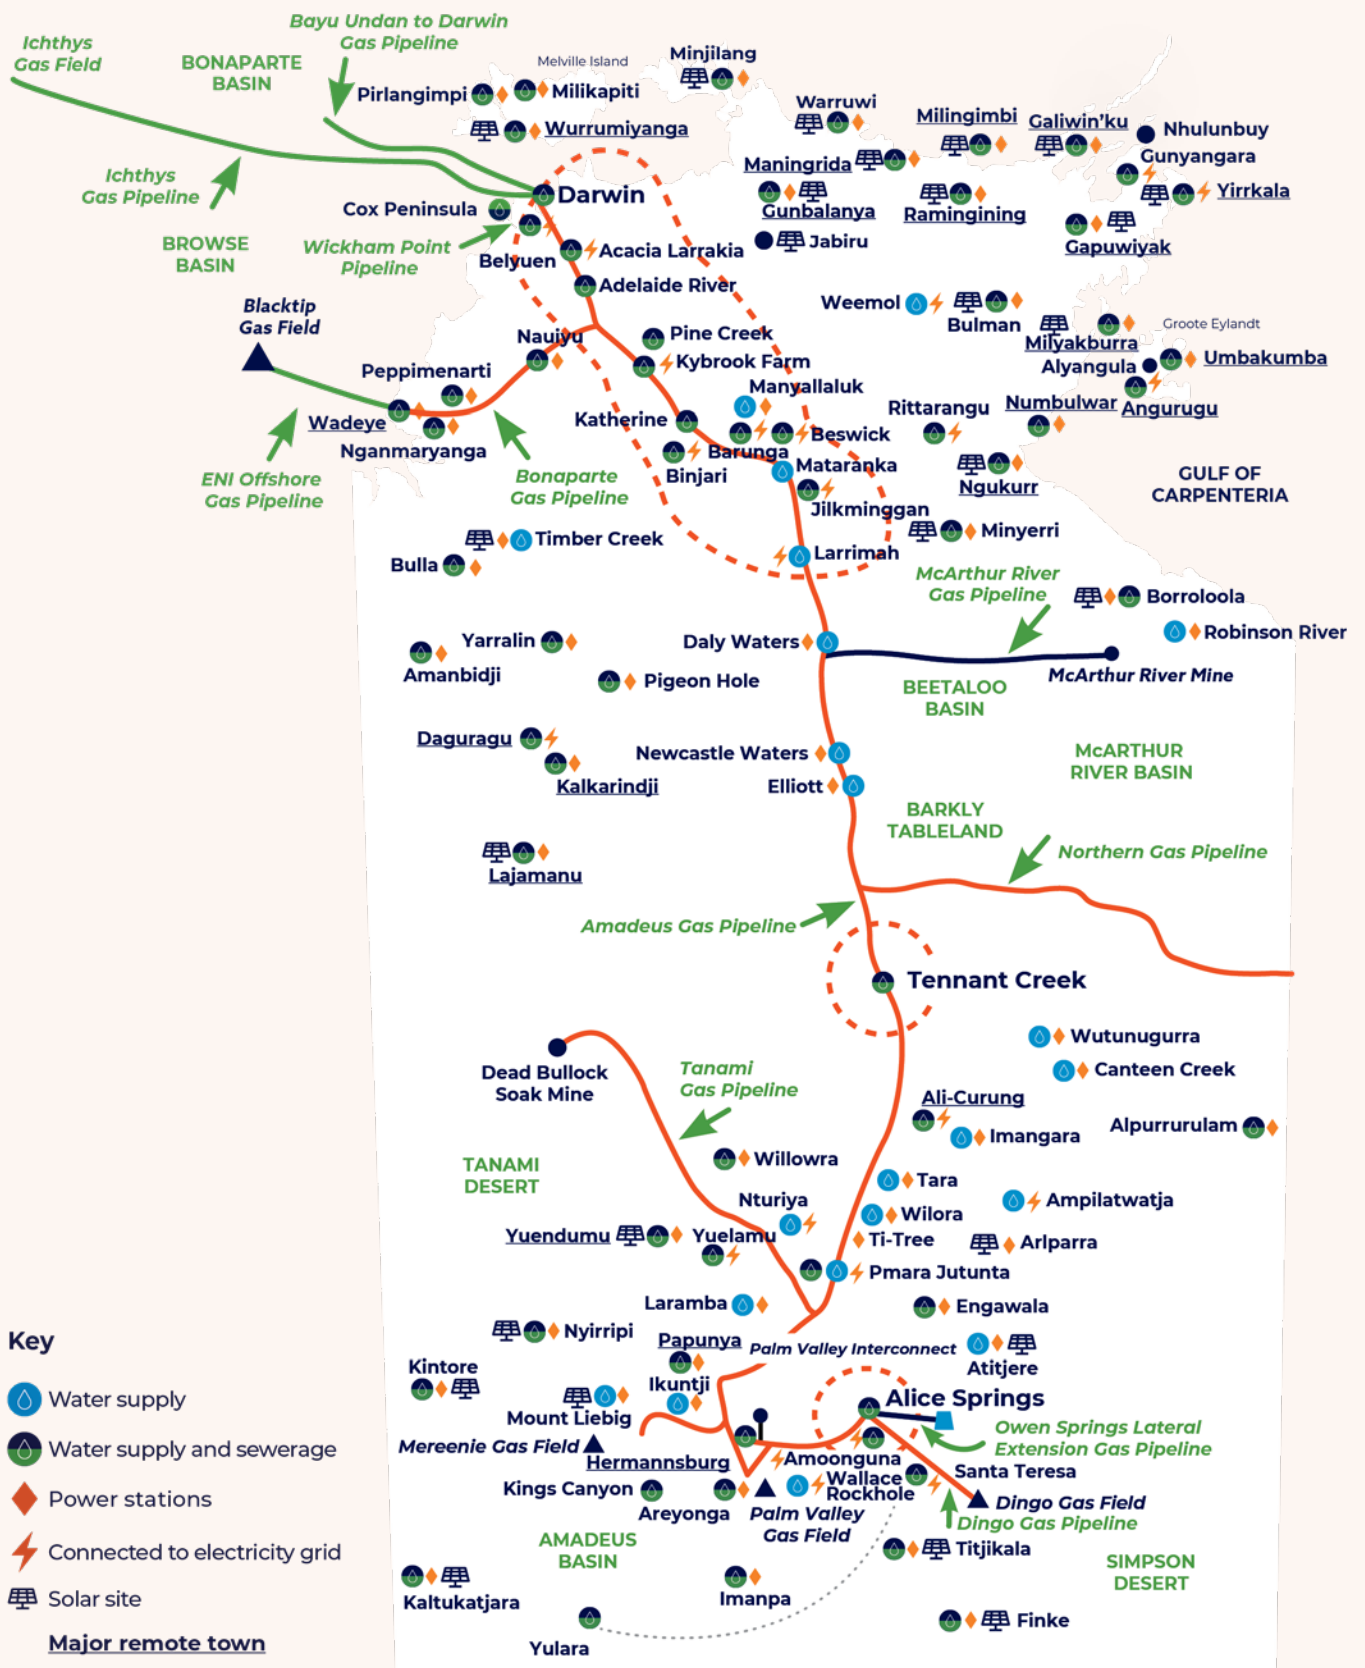 Bayu Undan to Darwin
Gas Pipeline
Ichthys
Gas Field
BONAPARTE
BASIN
Melville Island
Minjilang
Pirlangimpi
Milikapiti
Wurrumiyanga
Warruwi
Milingimbi
Galiwin'ku
Nhulunbuy
Gunyangara
Maningrida
Yirrkala
Ichthys
Gas Pipeline
Darwin
Cox Peninsula
Gunbalanya
Ramingining
Gapuwiyak
Jabiru
BROWSE
BASIN
Wickham Point
Pipeline
Belyuen
Acacia Larrakia
Adelaide River
Blacktip
Gas Field
Weemol
Bulman
Groote Eylandt
Milyakburra
Nauiyu
Pine Creek
Kybrook Farm
Alyangula
Umbakumba
Peppimenarti
Manyallaluk
Rittarangu
Numbulwar
Angurugu
Wadeye
Katherine
Beswick
Nganmaryanga
Barunga
Binjari
Mataranka
ENI Offshore
Gas Pipeline
Bonaparte
Gas Pipeline
GULF OF
CARPENTERIA
Ngukurr
Jilkminggan
Minyerri
Timber Creek
Larrimah
Bulla
McArthur River
Gas Pipeline
Borroloola
Robinson River
Yarralin
Daly Waters
Amanbidji
Pigeon Hole
McArthur River Mine
BEETALOO
BASIN
Daguragu
Newcastle Waters
McARTHUR
RIVER BASIN
Kalkarindji
Elliott
BARKLY
TABLELAND
Northern Gas Pipeline
Lajamanu
Amadeus Gas Pipeline
Tennant Creek
Wutunugurra
Canteen Creek
Dead Bullock
Soak Mine
Tanami
Gas Pipeline
Ali-Curung
Imangara
Alpurrurulam
Willowra
TANAMI
DESERT
Tara
Nturiya
Ampilatwatja
Wilora
Yuendumu
Yuelamu
Ti-Tree
Arlparra
Pmara Jutunta
Laramba
Engawala
Nyirripi
Papunya
Palm Valley Interconnect
Atitjere
Key
Kintore
Ikuntji
Alice Springs
Water supply
Mount Liebig
Owen Springs Lateral
Extension Gas Pipeline
Water supply and sewerage
Mereenie Gas Field
Hermannsburg
Amoonguna
Santa Teresa
Wallace
Rockhole
Power stations
Kings Canyon
Areyonga
Palm Valley
Gas Field
Dingo Gas Field
Dingo Gas Pipeline
Connected to electricity grid
AMADEUS
BASIN
Titjikala
SIMPSON
DESERT
Solar site
Kaltukatjara
Imanpa
Finke
Major remote town
Yulara